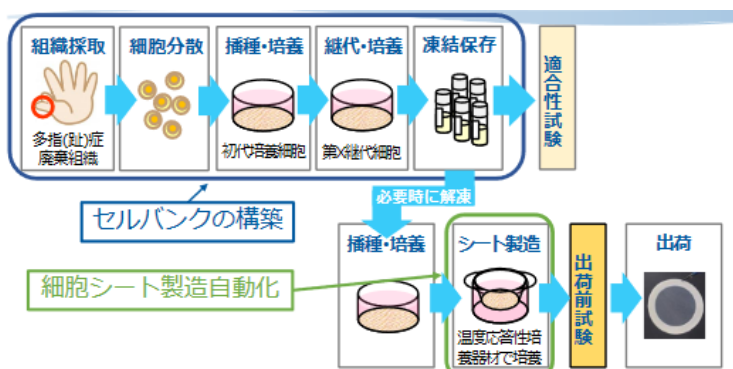 組織採取
細胞分散
播種・培養
継代・培養
凍結保存
適合性試験
多指(趾)症
廃棄組織
初代培養細胞
第X継代細胞
必要時に解凍
セルバンクの構築
播種・培養
シート製造
出荷前試験
出荷
細胞シート製造自動化
温度応答性培
養器材で培養